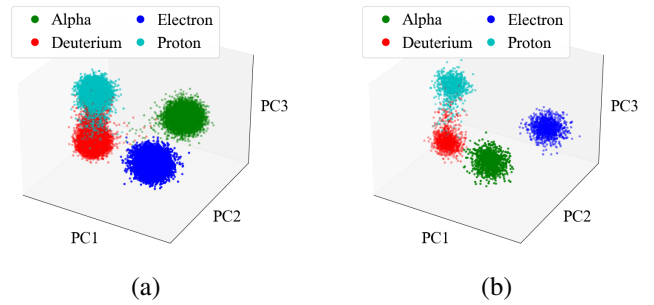 Alpha Electron
Deuterium Proton
PC3
PC2
PC1
(a)
Alpha Electron
Deuterium Proton
PC3
PC2
PC1
(b)